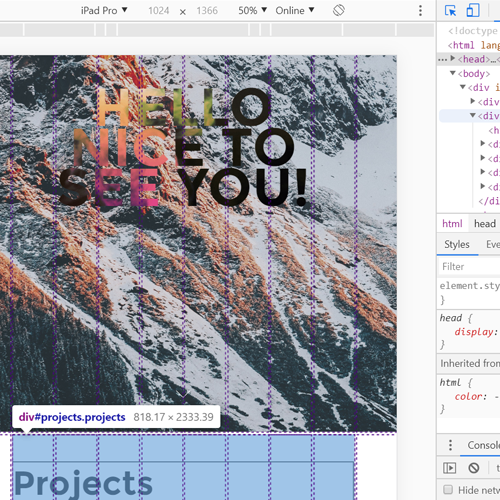 iPad Pro ▼ 1024 × 1366 50% ▼ Online ▼
HELLO
NICE TO
SEE YOU!
div#projects.projects 818.17 × 2333.39
Projects
<!doctype
<html lang
<head>…
<body>
<div i
<div
<div
<h
<d
<d
<d
<d
</di
<div
html head
Styles Eve
Filter
element.sty
}
head {
display:
}
Inherited from
html {
color: -
}
Console
Hide netw